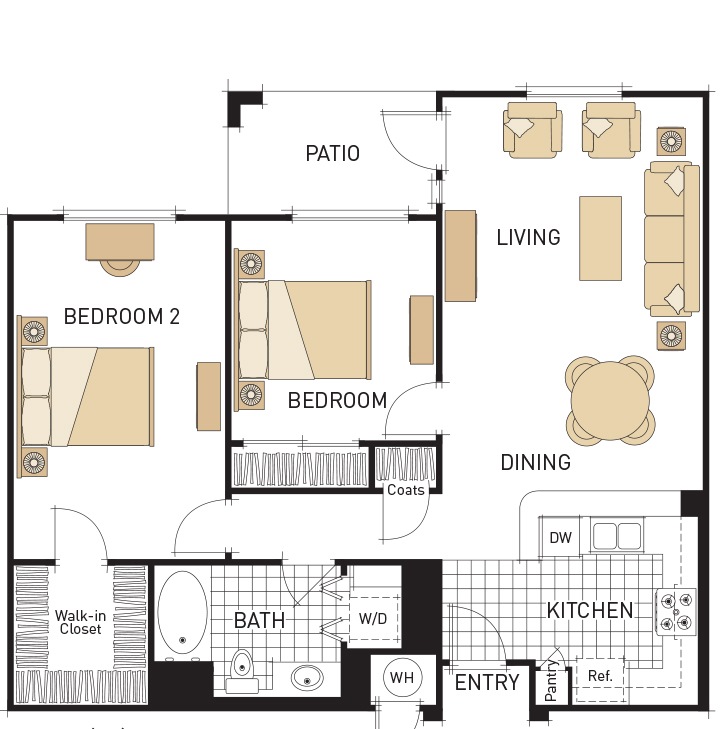 PATIO
LIVING
BEDROOM 2
BEDROOM
DINING
Coats
DW
Walk-in
Closet
BATH
W/D
KITCHEN
WH
ENTRY
Pantry
Ref.